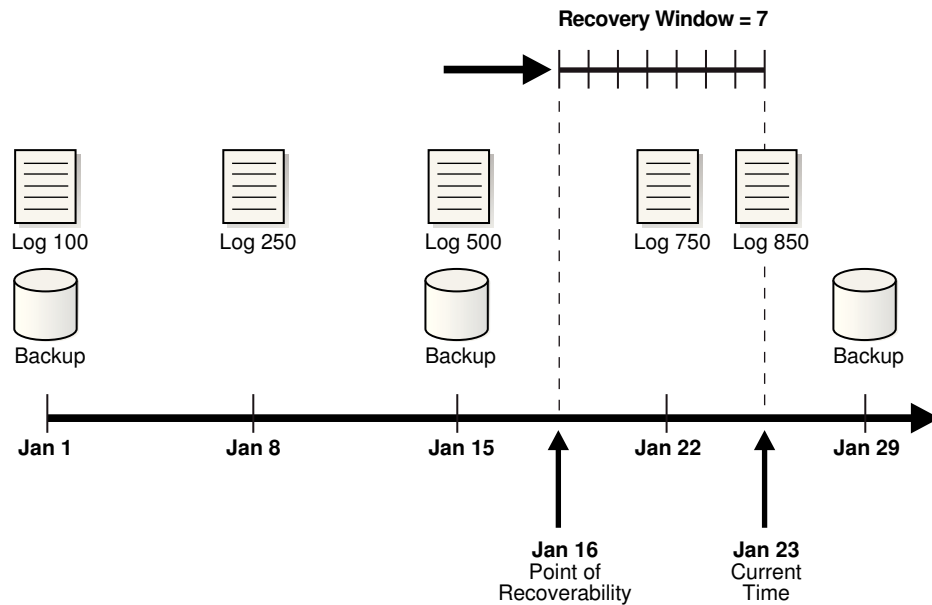 Recovery Window = 7
Log 100
Log 250
Log 500
Log 750
Log 850
Backup
Backup
Backup
Jan 1
Jan 8
Jan 15
Jan 22
Jan 29
Jan 16
Point of
Recoverability
Jan 23
Current
Time